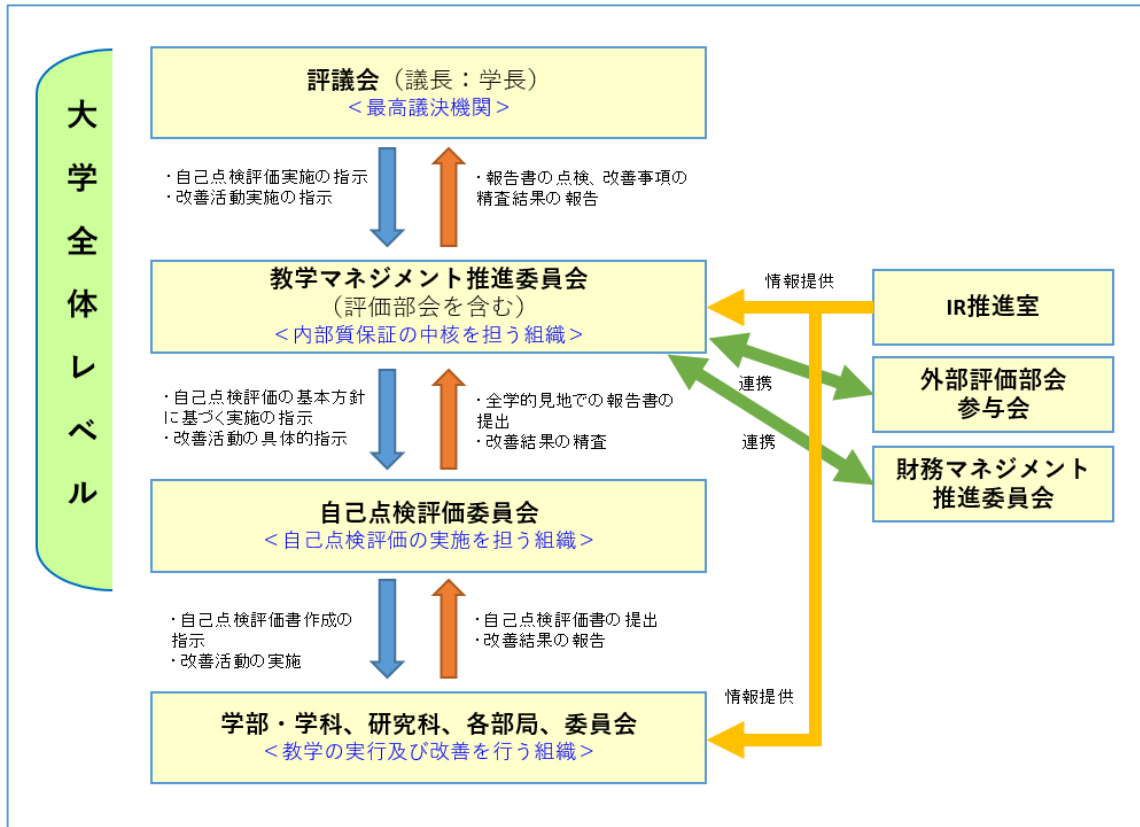 大学全体レベル
評議会（議長：学長）
＜最高議決機関＞
・自己点検評価実施の指示
・改善活動実施の指示
・報告書の点検、改善事項の
精査結果の報告
教学マネジメント推進委員会
（評価部会を含む）
＜内部質保証の中核を担う組織＞
情報提供
IR推進室
外部評価部会
参与会
連携
連携
財務マネジメント
推進委員会
・自己点検評価の基本方針
に基づく実施の指示
・改善活動の具体的指示
・全学的見地での報告書の
提出
・改善結果の精査
自己点検評価委員会
＜自己点検評価の実施を担う組織＞
・自己点検評価書作成の
指示
・改善活動の実施
・自己点検評価書の提出
・改善結果の報告
情報提供
学部・学科、研究科、各部局、委員会
＜教学の実行及び改善を行う組織＞